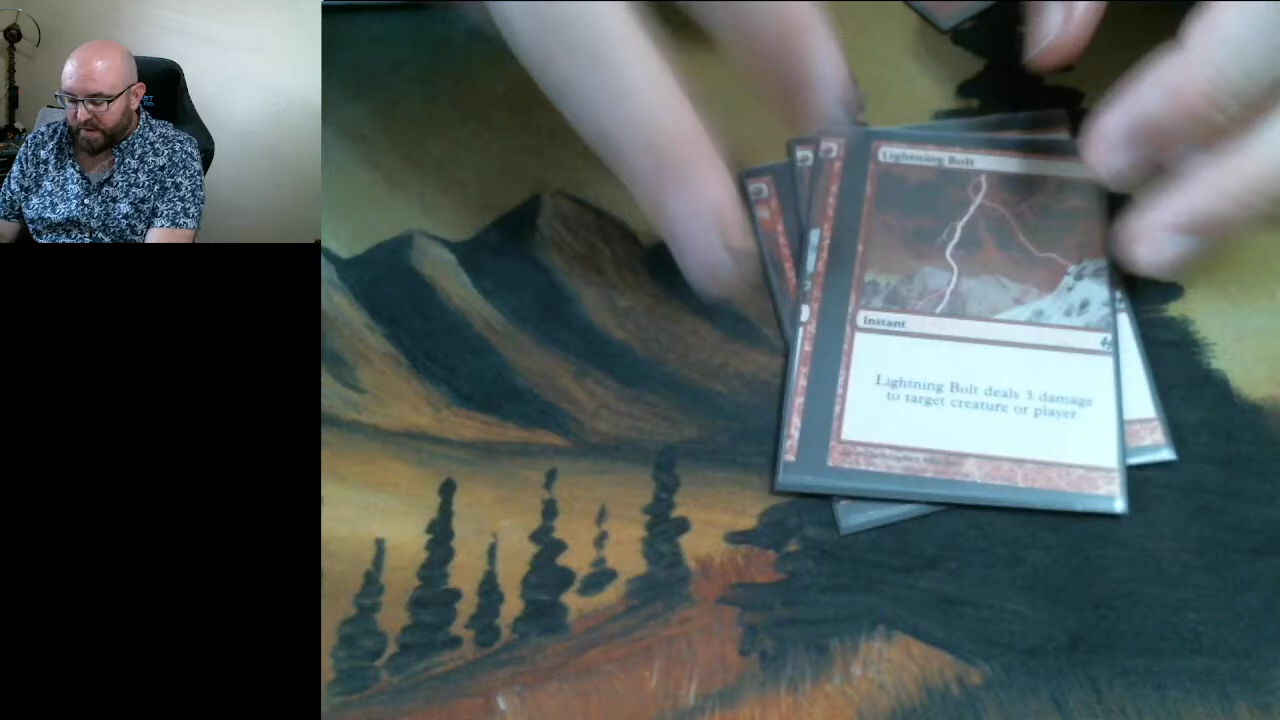 Lightning Bolt
Instant
Lightning Bolt deals 3 damage
to target creature or player.